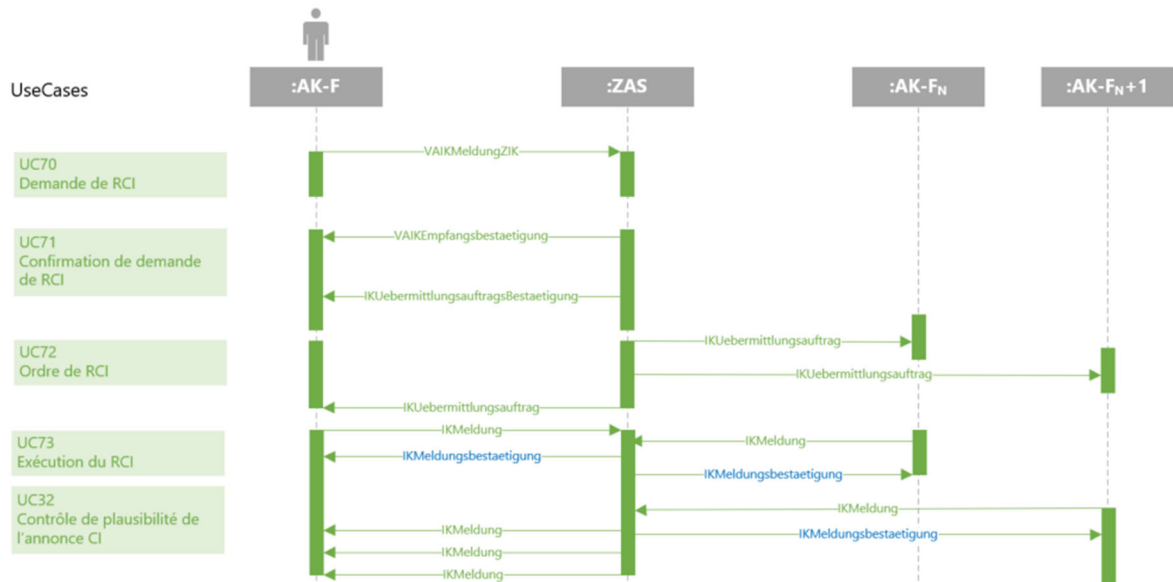 :AK-F
:ZAS
:AK-FN
:AK-FN+1
UseCases
UC70
Demande de RCI
VAIKMeldungZIK
UC71
Confirmation de demande
de RCI
VAIKEmpfangsbestaetigung
IKUebermittlungsauftragsBestaetigung
UC72
Ordre de RCI
IKUebermittlungsauftrag
IKUebermittlungsauftrag
IKUebermittlungsauftrag
UC73
Exécution du RCI
IKMeldung
IKMeldung
IKMeldungsbestaetigung
IKMeldungsbestaetigung
UC32
Contrôle de plausibilité de
l'annonce CI
IKMeldung
IKMeldung
IKMeldungsbestaetigung
IKMeldung
IKMeldung